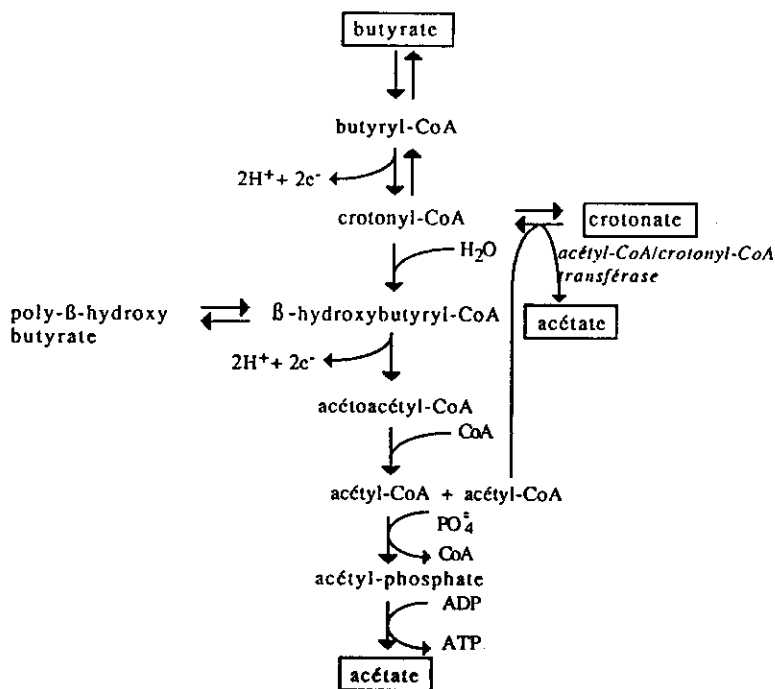 butyrate
butyryl-CoA
2H+ + 2e-
crotonyl-CoA
crotonate
H2O
acétyl-CoA/crotonyl-CoA
transférase
poly-ß-hydroxy
butyrate
ß-hydroxybutyryl-CoA
acétate
2H+ + 2e-
acétoacétyl-CoA
CoA
acétyl-CoA + acétyl-CoA
PO4=
CoA
acétyl-phosphate
ADP
ATP
acétate